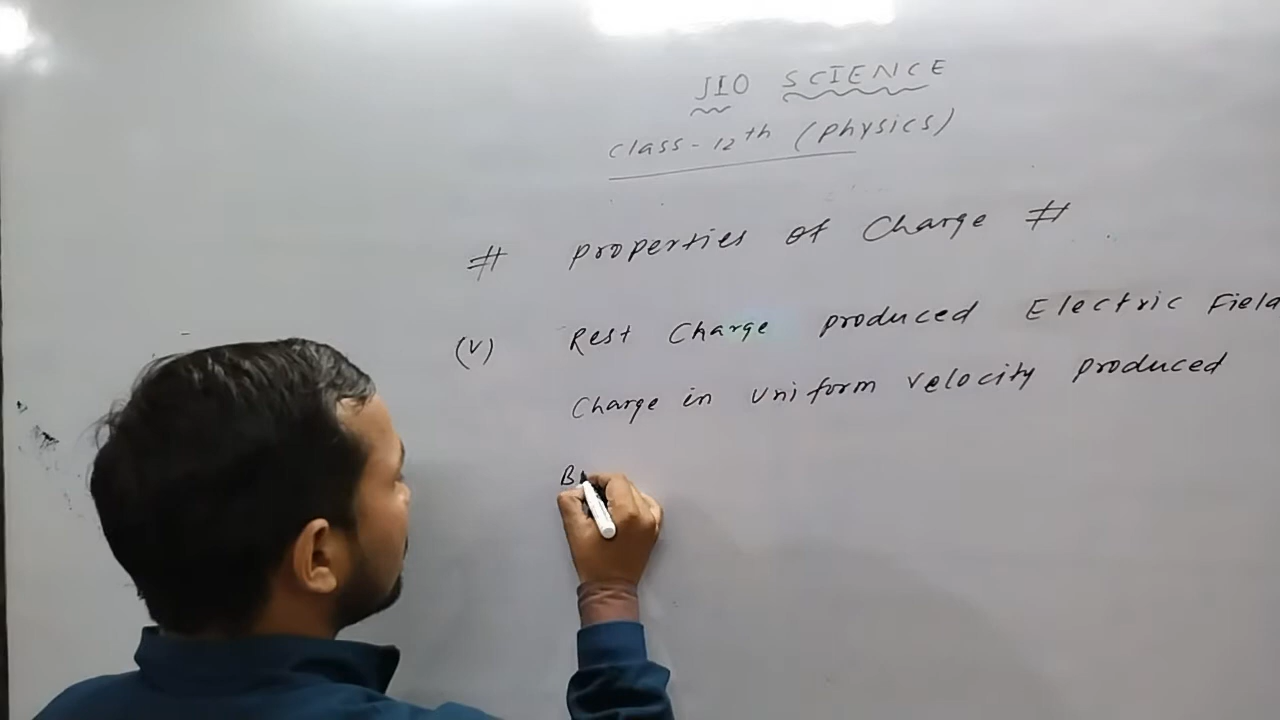 JIO SCIENCE
class-12th (physics)
# properties of Charge #
(v) Rest Charge produced Electric Field
Charge in uniform velocity produced
B